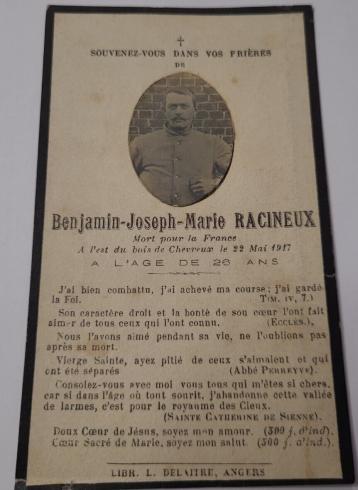 SOUVENEZ-VOUS DANS VOS PRIÈRES
DE
Benjamin-Joseph-Marie RACINEUX
Mort pour la France
A l'est du bois de Chevreux le 22 Mai 1917
A L'AGE DE 26 ANS
J'ai bien combattu, j'ai achevé ma course; j'ai gardé
la Foi. TIM. IV, 7.)
Son caractère droit et la bonté de son cœur l'ont fait
aimer de tous ceux qui l'ont connu. (ECCLES.)
Nous l'avons aimé pendant sa vie, ne l'oublions pas
après sa mort.
Vierge Sainte, ayez pitié de ceux s'aimaient et qui
ont été séparés (Abbé PERREYVE)
Consolez-vous avec moi vous tous qui m'êtes si chers,
car si dans l'âge où tout sourit, j'abandonne cette vallée
de larmes, c'est pour le royaume des Cieux.
(SAINTE CATHERINE DE SIENNE)
Doux Cœur de Jésus, soyez mon amour. (300 j. d'ind).
Cœur Sacré de Marie, soyez mon salut. (300 j. d'ind.).
LIBR. L. DELAITRE, ANGERS